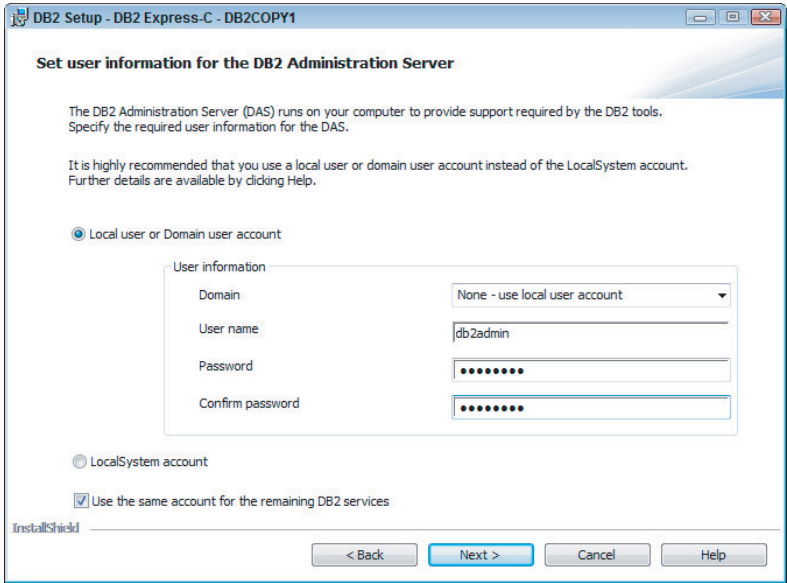 DB2 Setup - DB2 Express-C - DB2COPY1
Set user information for the DB2 Administration Server
The DB2 Administration Server (DAS) runs on your computer to provide support required by the DB2 tools.
Specify the required user information for the DAS.
It is highly recommended that you use a local user or domain user account instead of the LocalSystem account.
Further details are available by clicking Help.
Local user or Domain user account
User information
Domain None - use local user account
User name db2admin
Password ●●●●●●●●
Confirm password ●●●●●●●●
LocalSystem account
Use the same account for the remaining DB2 services
InstallShield
< Back Next > Cancel Help